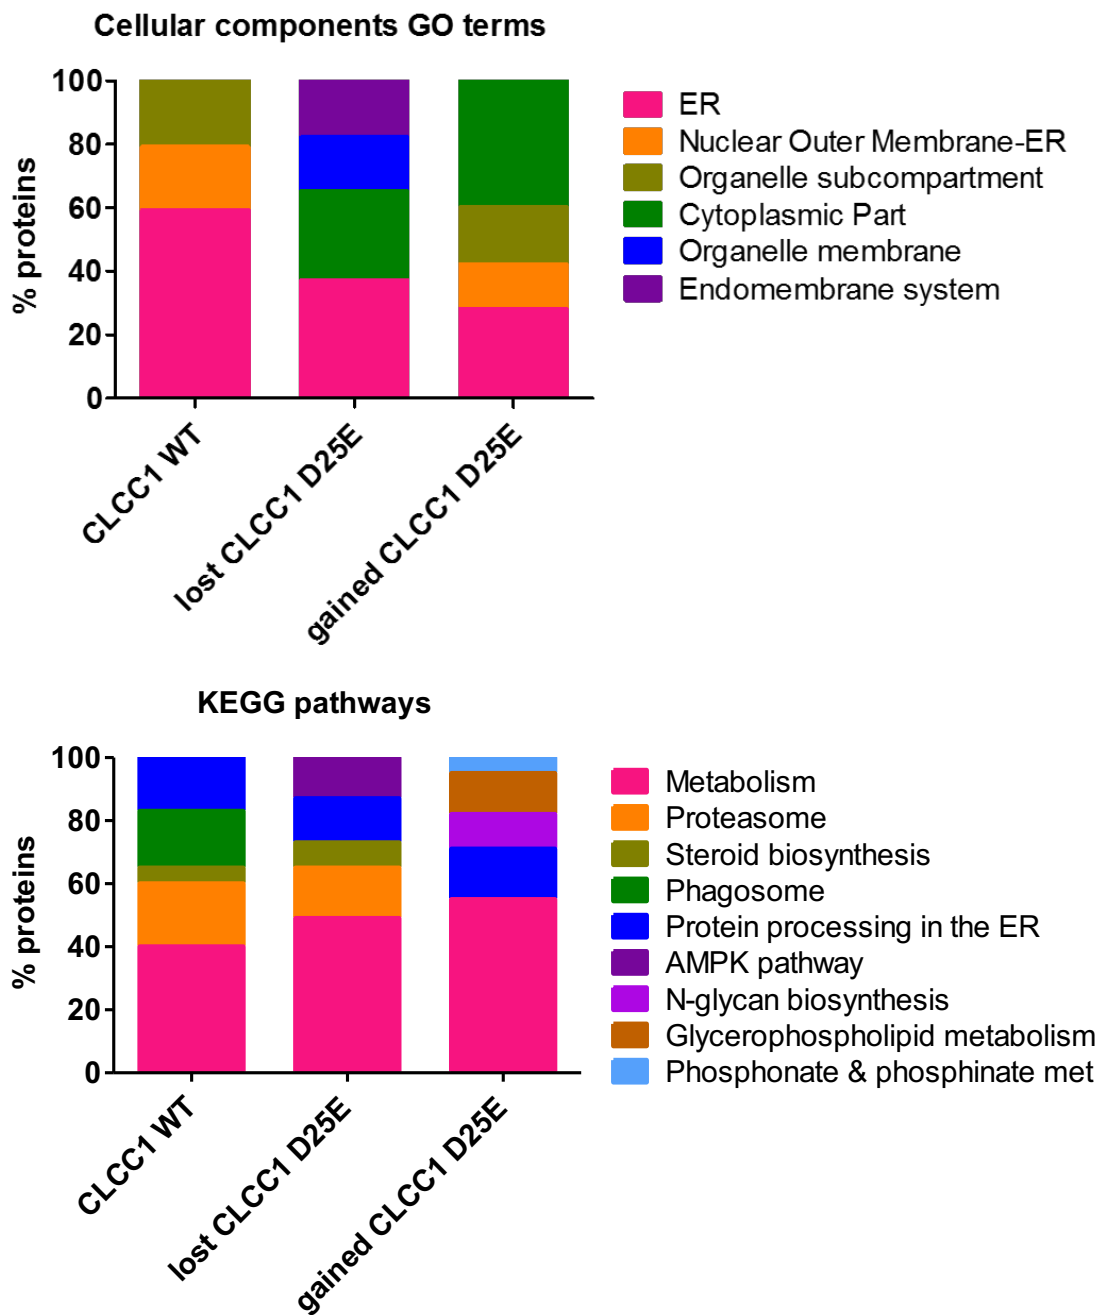 Cellular components GO terms
% proteins
100
80
60
40
20
0
CLCC1 WT
lost CLCC1 D25E
gained CLCC1 D25E
ER
Nuclear Outer Membrane-ER
Organelle subcompartment
Cytoplasmic Part
Organelle membrane
Endomembrane system
KEGG pathways
% proteins
100
80
60
40
20
0
CLCC1 WT
lost CLCC1 D25E
gained CLCC1 D25E
Metabolism
Proteasome
Steroid biosynthesis
Phagosome
Protein processing in the ER
AMPK pathway
N-glycan biosynthesis
Glycerophospholipid metabolism
Phosphonate & phosphinate met